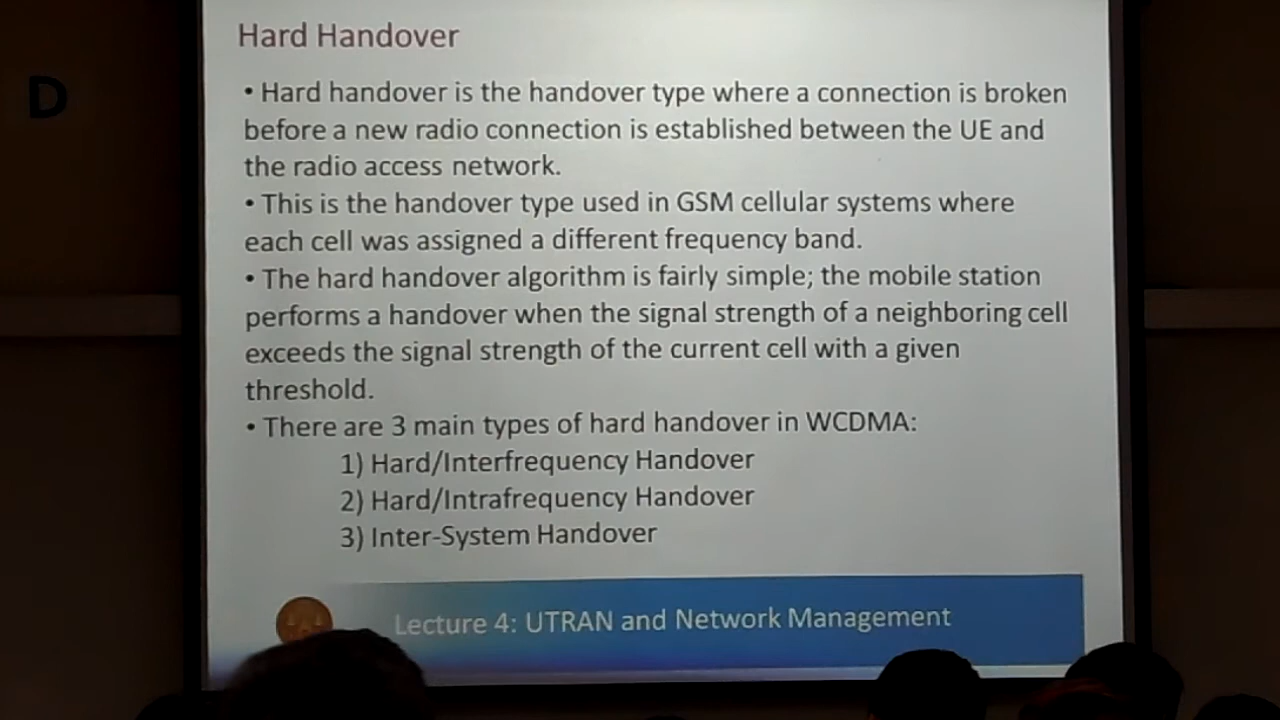 D
Hard Handover
• Hard handover is the handover type where a connection is broken
before a new radio connection is established between the UE and
the radio access network.
• This is the handover type used in GSM cellular systems where
each cell was assigned a different frequency band.
• The hard handover algorithm is fairly simple; the mobile station
performs a handover when the signal strength of a neighboring cell
exceeds the signal strength of the current cell with a given
threshold.
• There are 3 main types of hard handover in WCDMA:
1) Hard/Interfrequency Handover
2) Hard/Intrafrequency Handover
3) Inter-System Handover
Lecture 4: UTRAN and Network Management